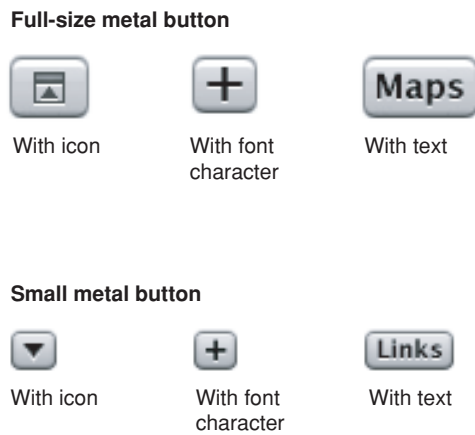 Full-size metal button
+
Maps
With icon
With font
character
With text
Small metal button
+
Links
With icon
With font
character
With text